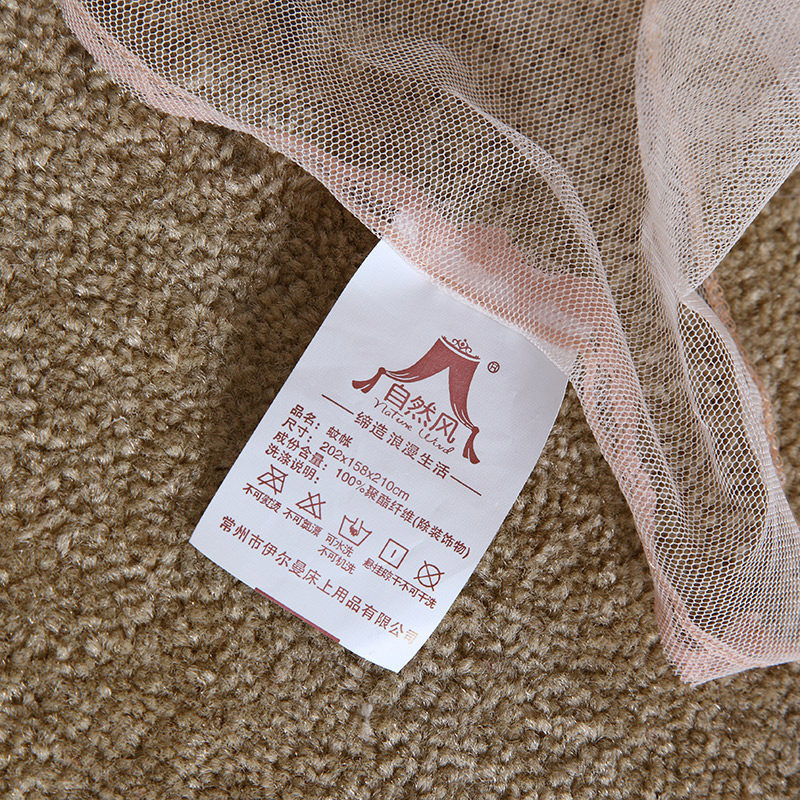 ®
自然风
Nature Wind
缔造浪漫生活
品名：蚊帐
尺寸：202x158x210cm
成份含量：100%聚酯纤维(除装饰物)
洗涤说明：
不可熨烫 不可氯漂 可水洗 不可机洗 悬挂晾干 不可干洗
常州市伊尔曼床上用品有限公司